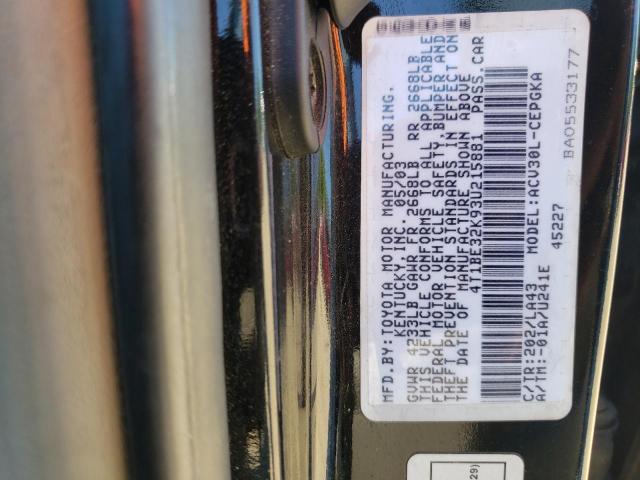 MFD.BY:TOYOTA MOTOR MANUFACTURING,
KENTUCKY,INC. 05/03
GVWR 4233LB GAWR FR 2668LB RR 2668LB
THIS VEHICLE CONFORMS TO ALL APPLICABLE
FEDERAL MOTOR VEHICLE SAFETY, BUMPER,AND
THEFT PREVENTION STANDARDS IN EFFECT ON
THE DATE OF MANUFACTURE SHOWN ABOVE
4T1BE32K93U215881 PASS.CAR
C/TR:202/LA43 MODEL:ACV30L-CEPGKA
A/TM:-01A/U241E 45227
BA05533177
29)